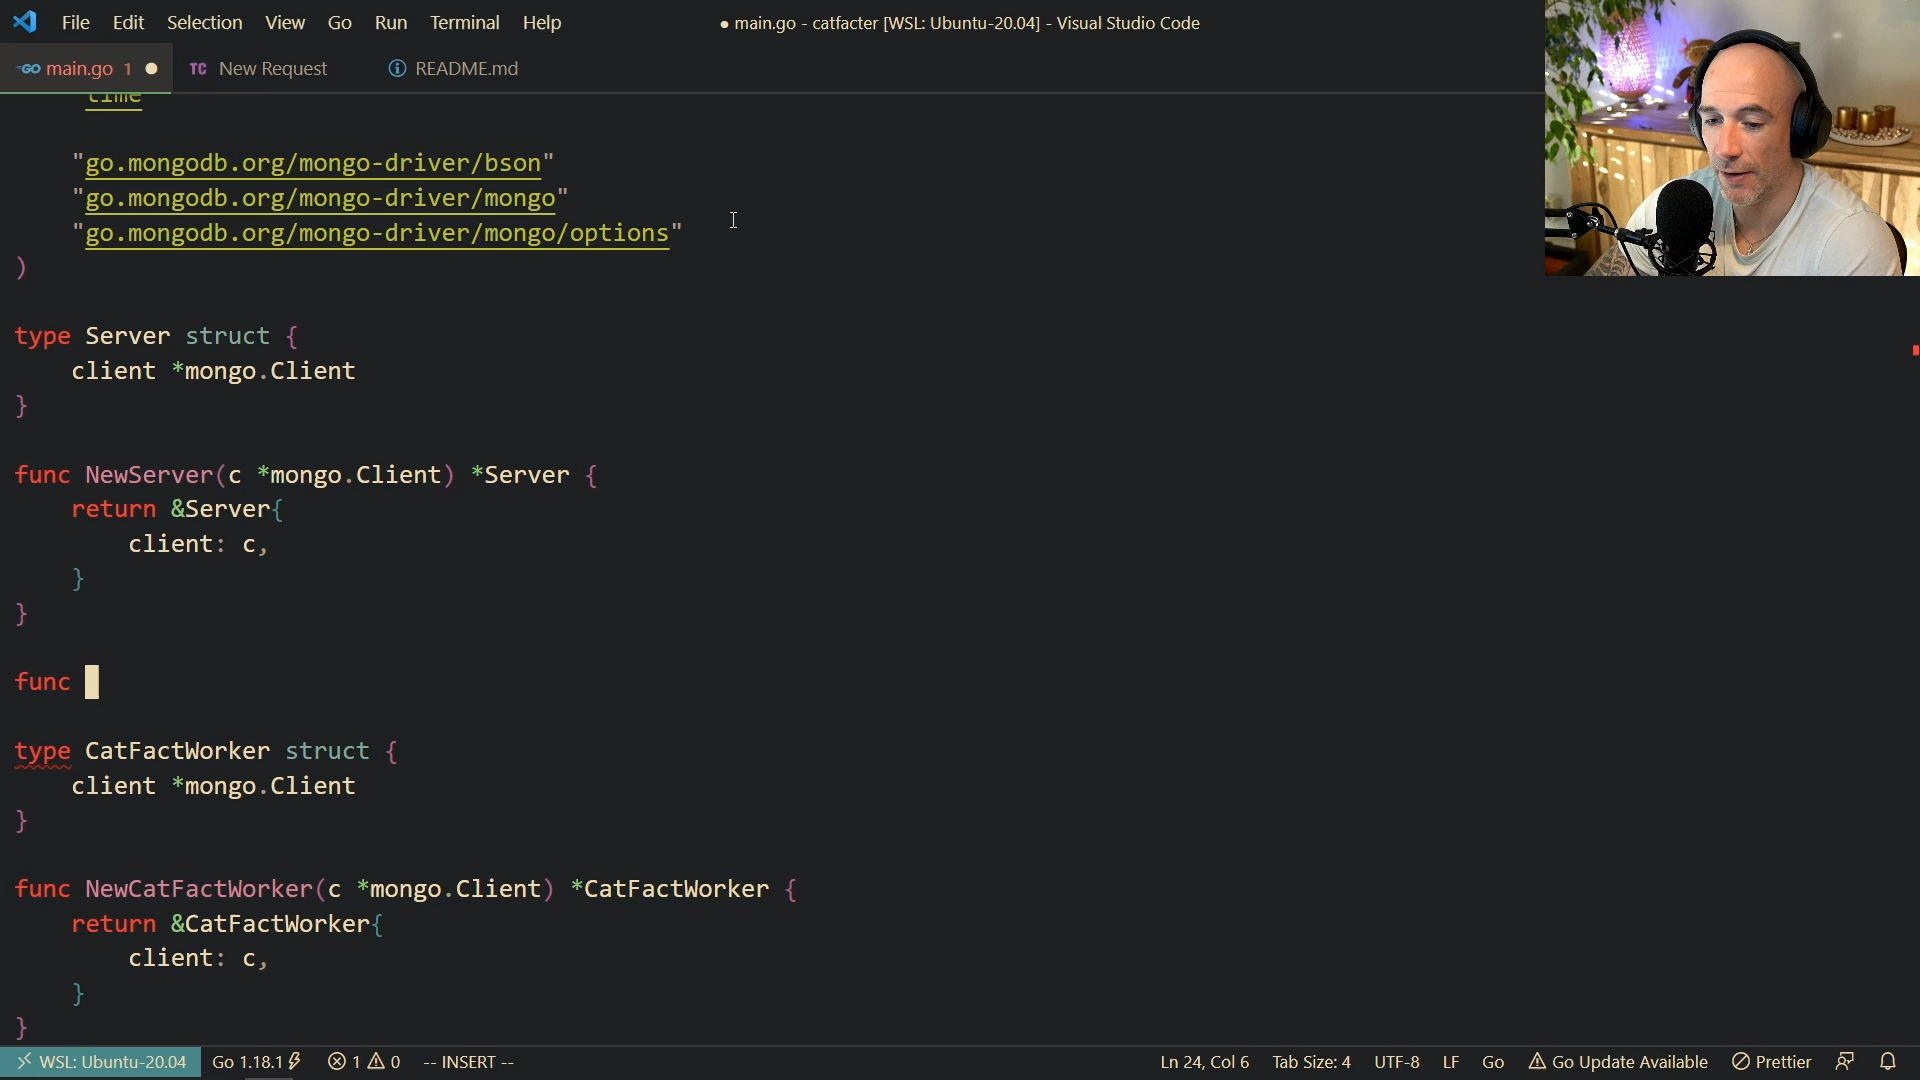 File Edit Selection View Go Run Terminal Help
● main.go - catfacter [WSL: Ubuntu-20.04] - Visual Studio Code
GO main.go 1 ● TC New Request README.md
time
"go.mongodb.org/mongo-driver/bson"
"go.mongodb.org/mongo-driver/mongo"
"go.mongodb.org/mongo-driver/mongo/options"
)
type Server struct {
client *mongo.Client
}
func NewServer(c *mongo.Client) *Server {
return &Server{
client: c,
}
}
func
type CatFactWorker struct {
client *mongo.Client
}
func NewCatFactWorker(c *mongo.Client) *CatFactWorker {
return &CatFactWorker{
client: c,
}
}
WSL: Ubuntu-20.04 Go 1.18.1 1 0 -- INSERT -- Ln 24, Col 6 Tab Size: 4 UTF-8 LF Go Go Update Available Prettier